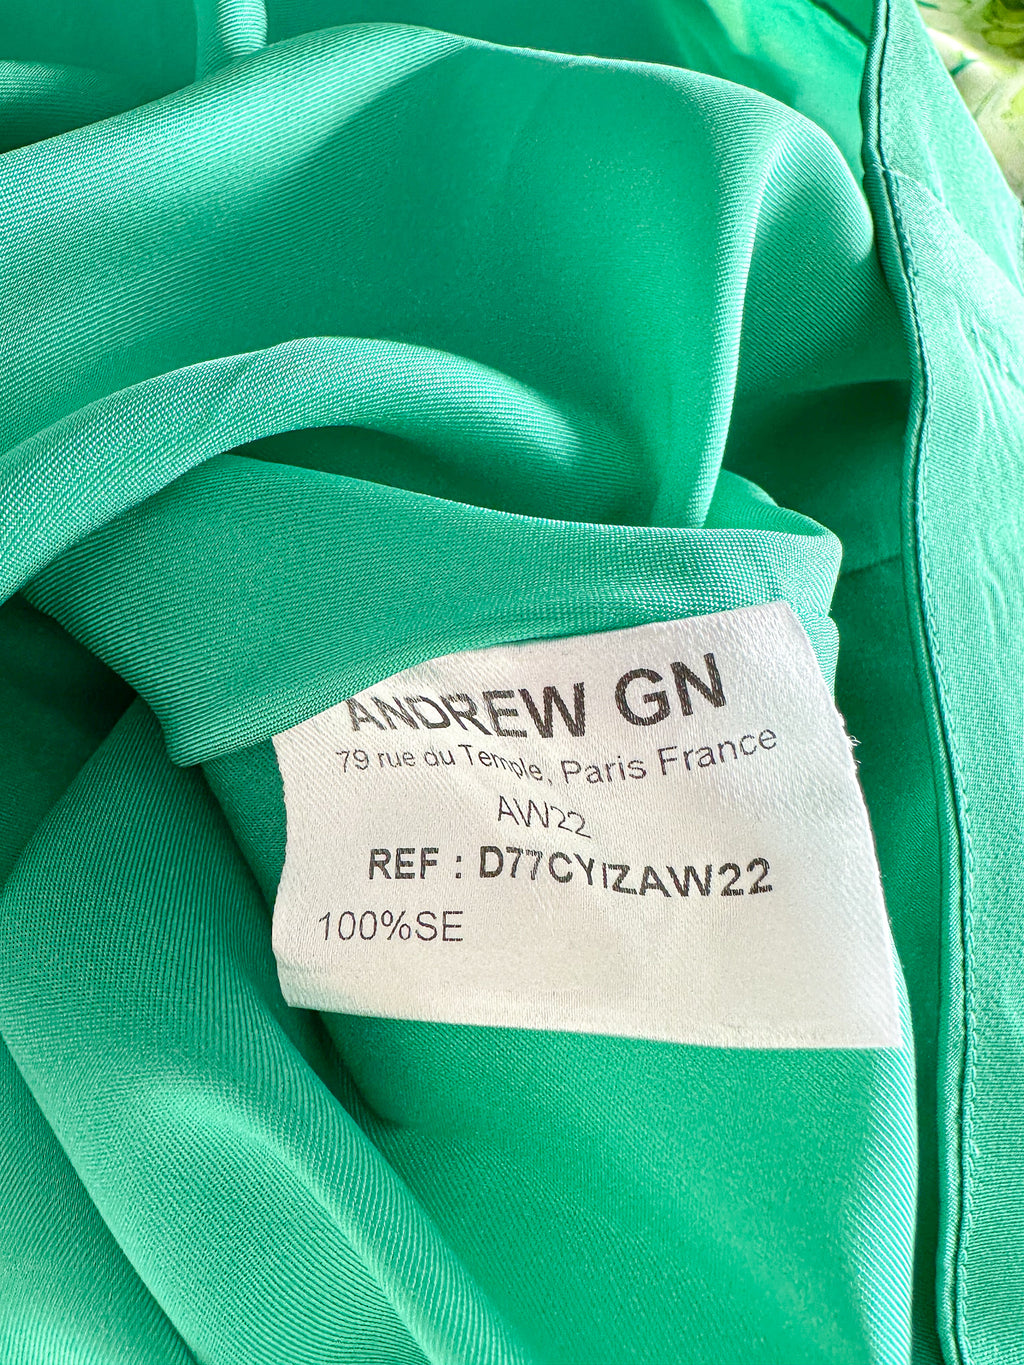 ANDREW GN
79 rue du Temple, Paris France
AW22
REF : D77CYIZAW22
100%SE